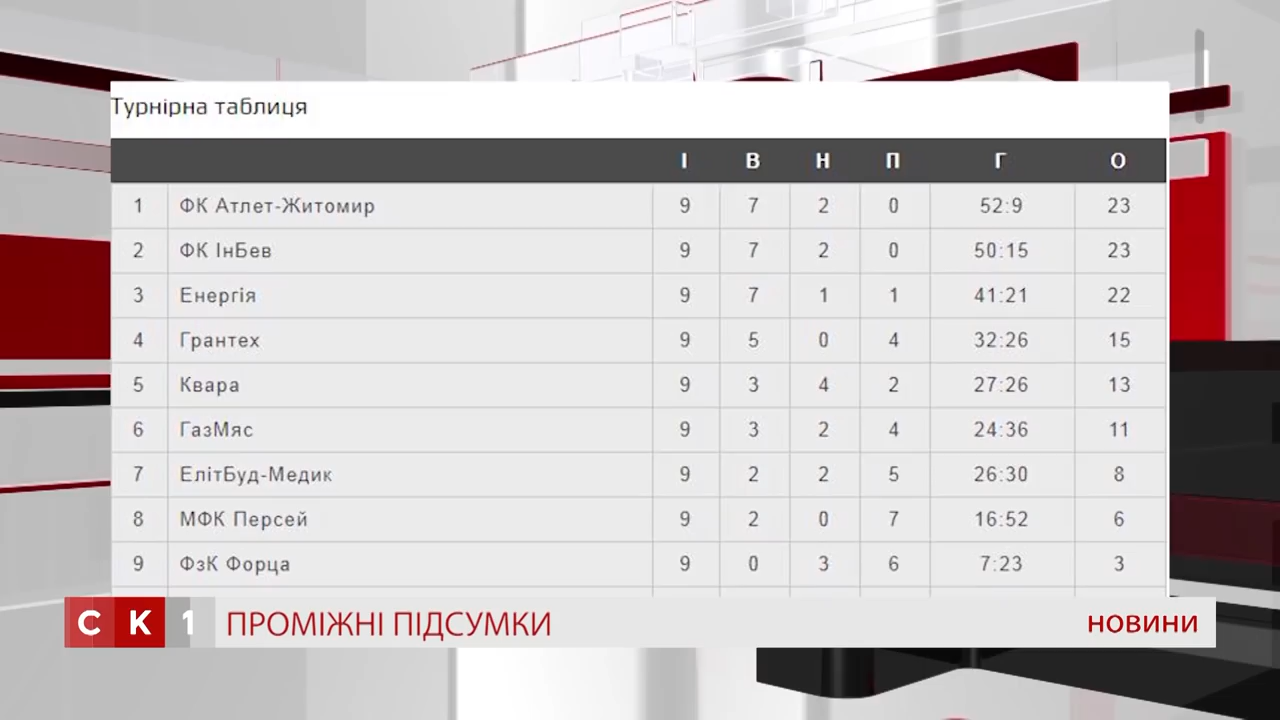 Турнірна таблиця
І В Н П Г О
1 ФК Атлет-Житомир 9 7 2 0 52:9 23
2 ФК ІнБев 9 7 2 0 50:15 23
3 Енергія 9 7 1 1 41:21 22
4 Грантех 9 5 0 4 32:26 15
5 Квара 9 3 4 2 27:26 13
6 ГазМяс 9 3 2 4 24:36 11
7 ЕлітБуд-Медик 9 2 2 5 26:30 8
8 МФК Персей 9 2 0 7 16:52 6
9 ФзК Форца 9 0 3 6 7:23 3
СК1 ПРОМІЖНІ ПІДСУМКИ НОВИНИ